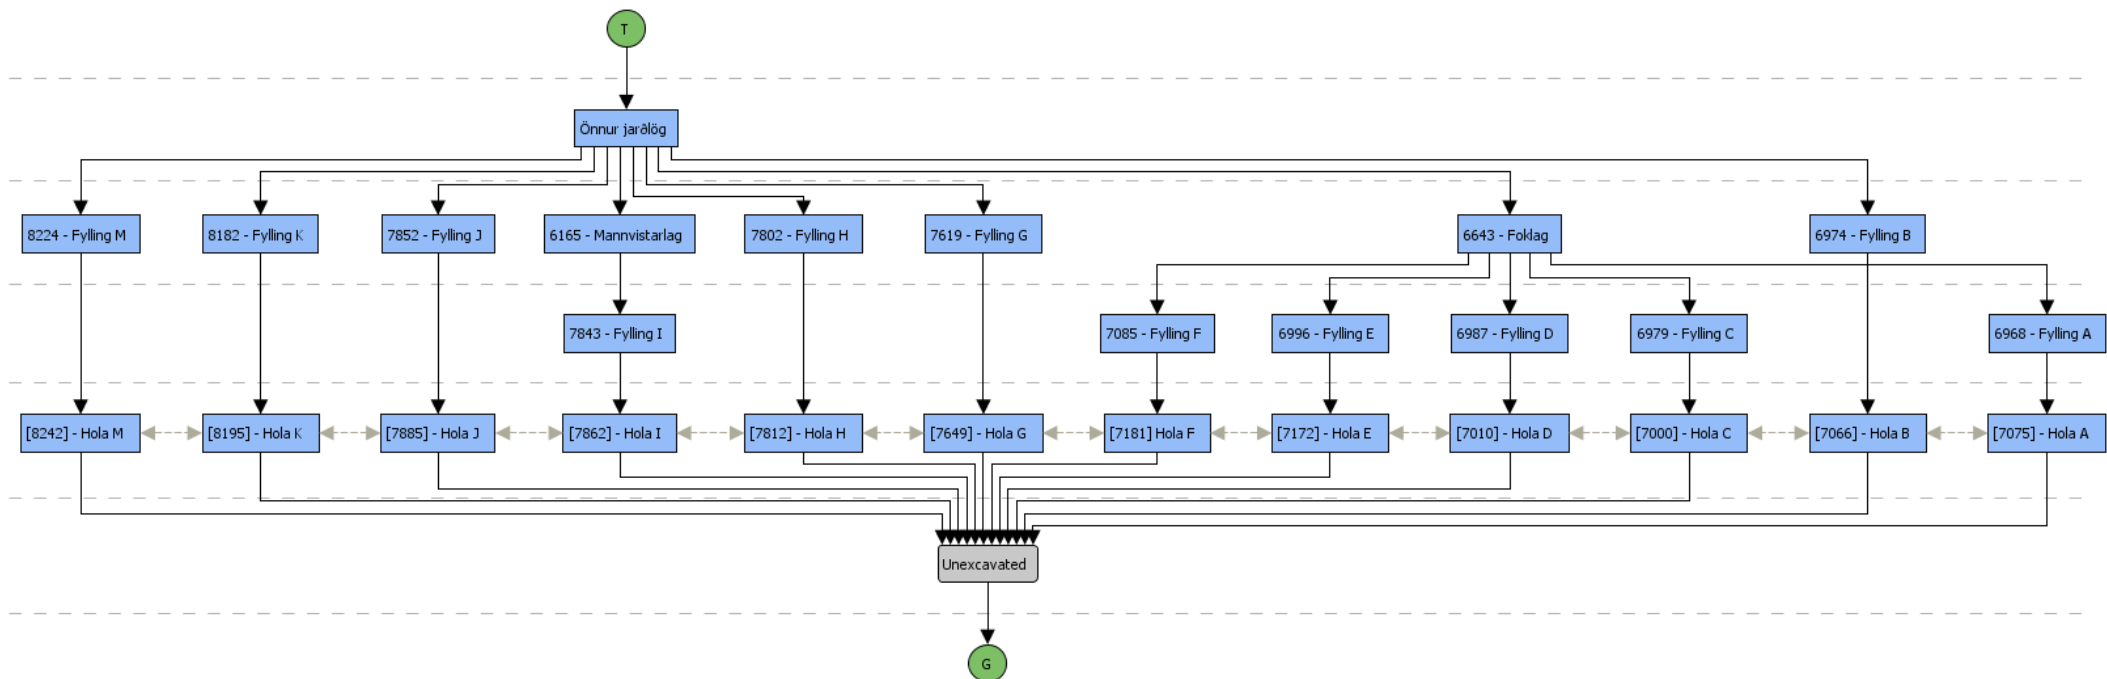 T
Önnur jarðlög
8224 - Fylling M
8182 - Fylling K
7852 - Fylling J
6165 - Mannvistarlag
7802 - Fylling H
7619 - Fylling G
6643 - Foklag
6974 - Fylling B
7843 - Fylling I
7085 - Fylling F
6996 - Fylling E
6987 - Fylling D
6979 - Fylling C
6968 - Fylling A
[8242] - Hola M
[8195] - Hola K
[7885] - Hola J
[7862] - Hola I
[7812] - Hola H
[7649] - Hola G
[7181] Hola F
[7172] - Hola E
[7010] - Hola D
[7000] - Hola C
[7066] - Hola B
[7075] - Hola A
Unexcavated
G